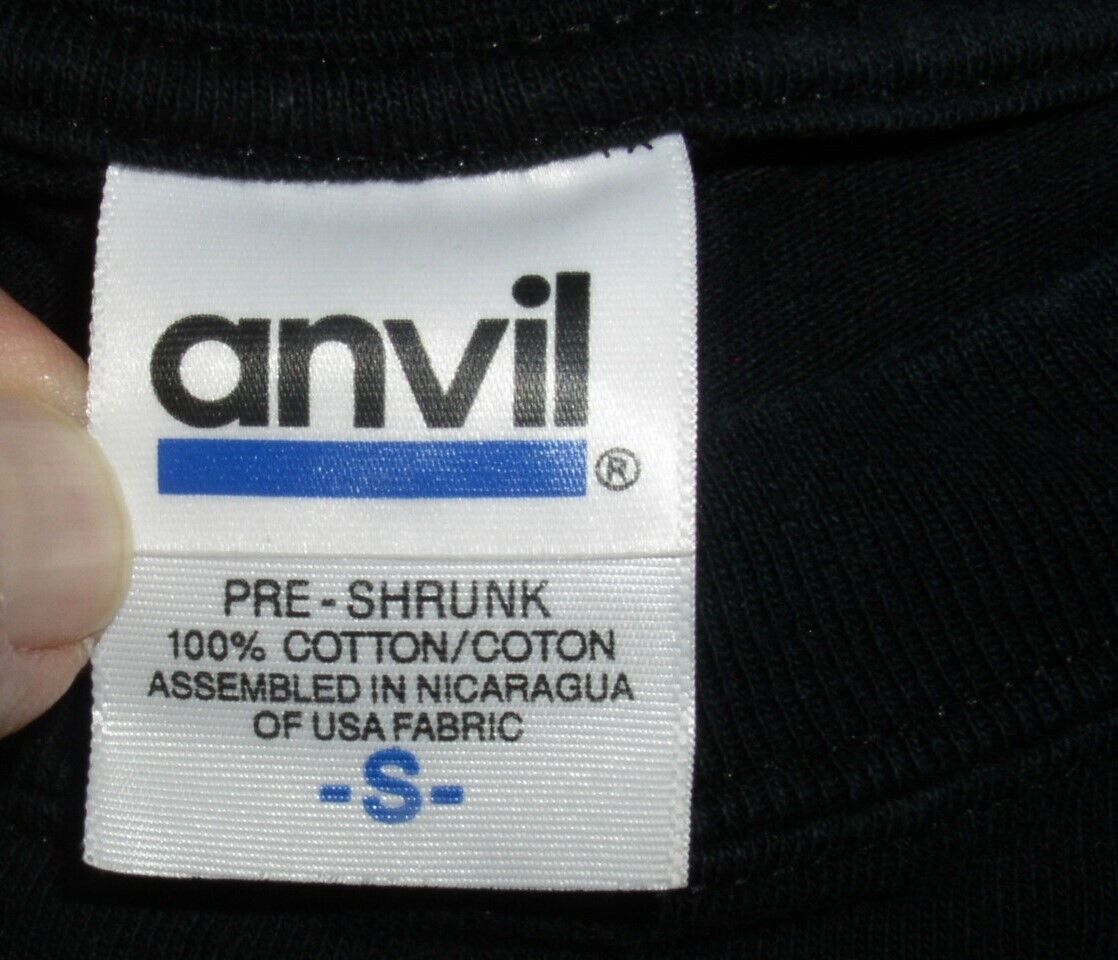 anvil
®
PRE-SHRUNK
100% COTTON/COTON
ASSEMBLED IN NICARAGUA
OF USA FABRIC
-S-